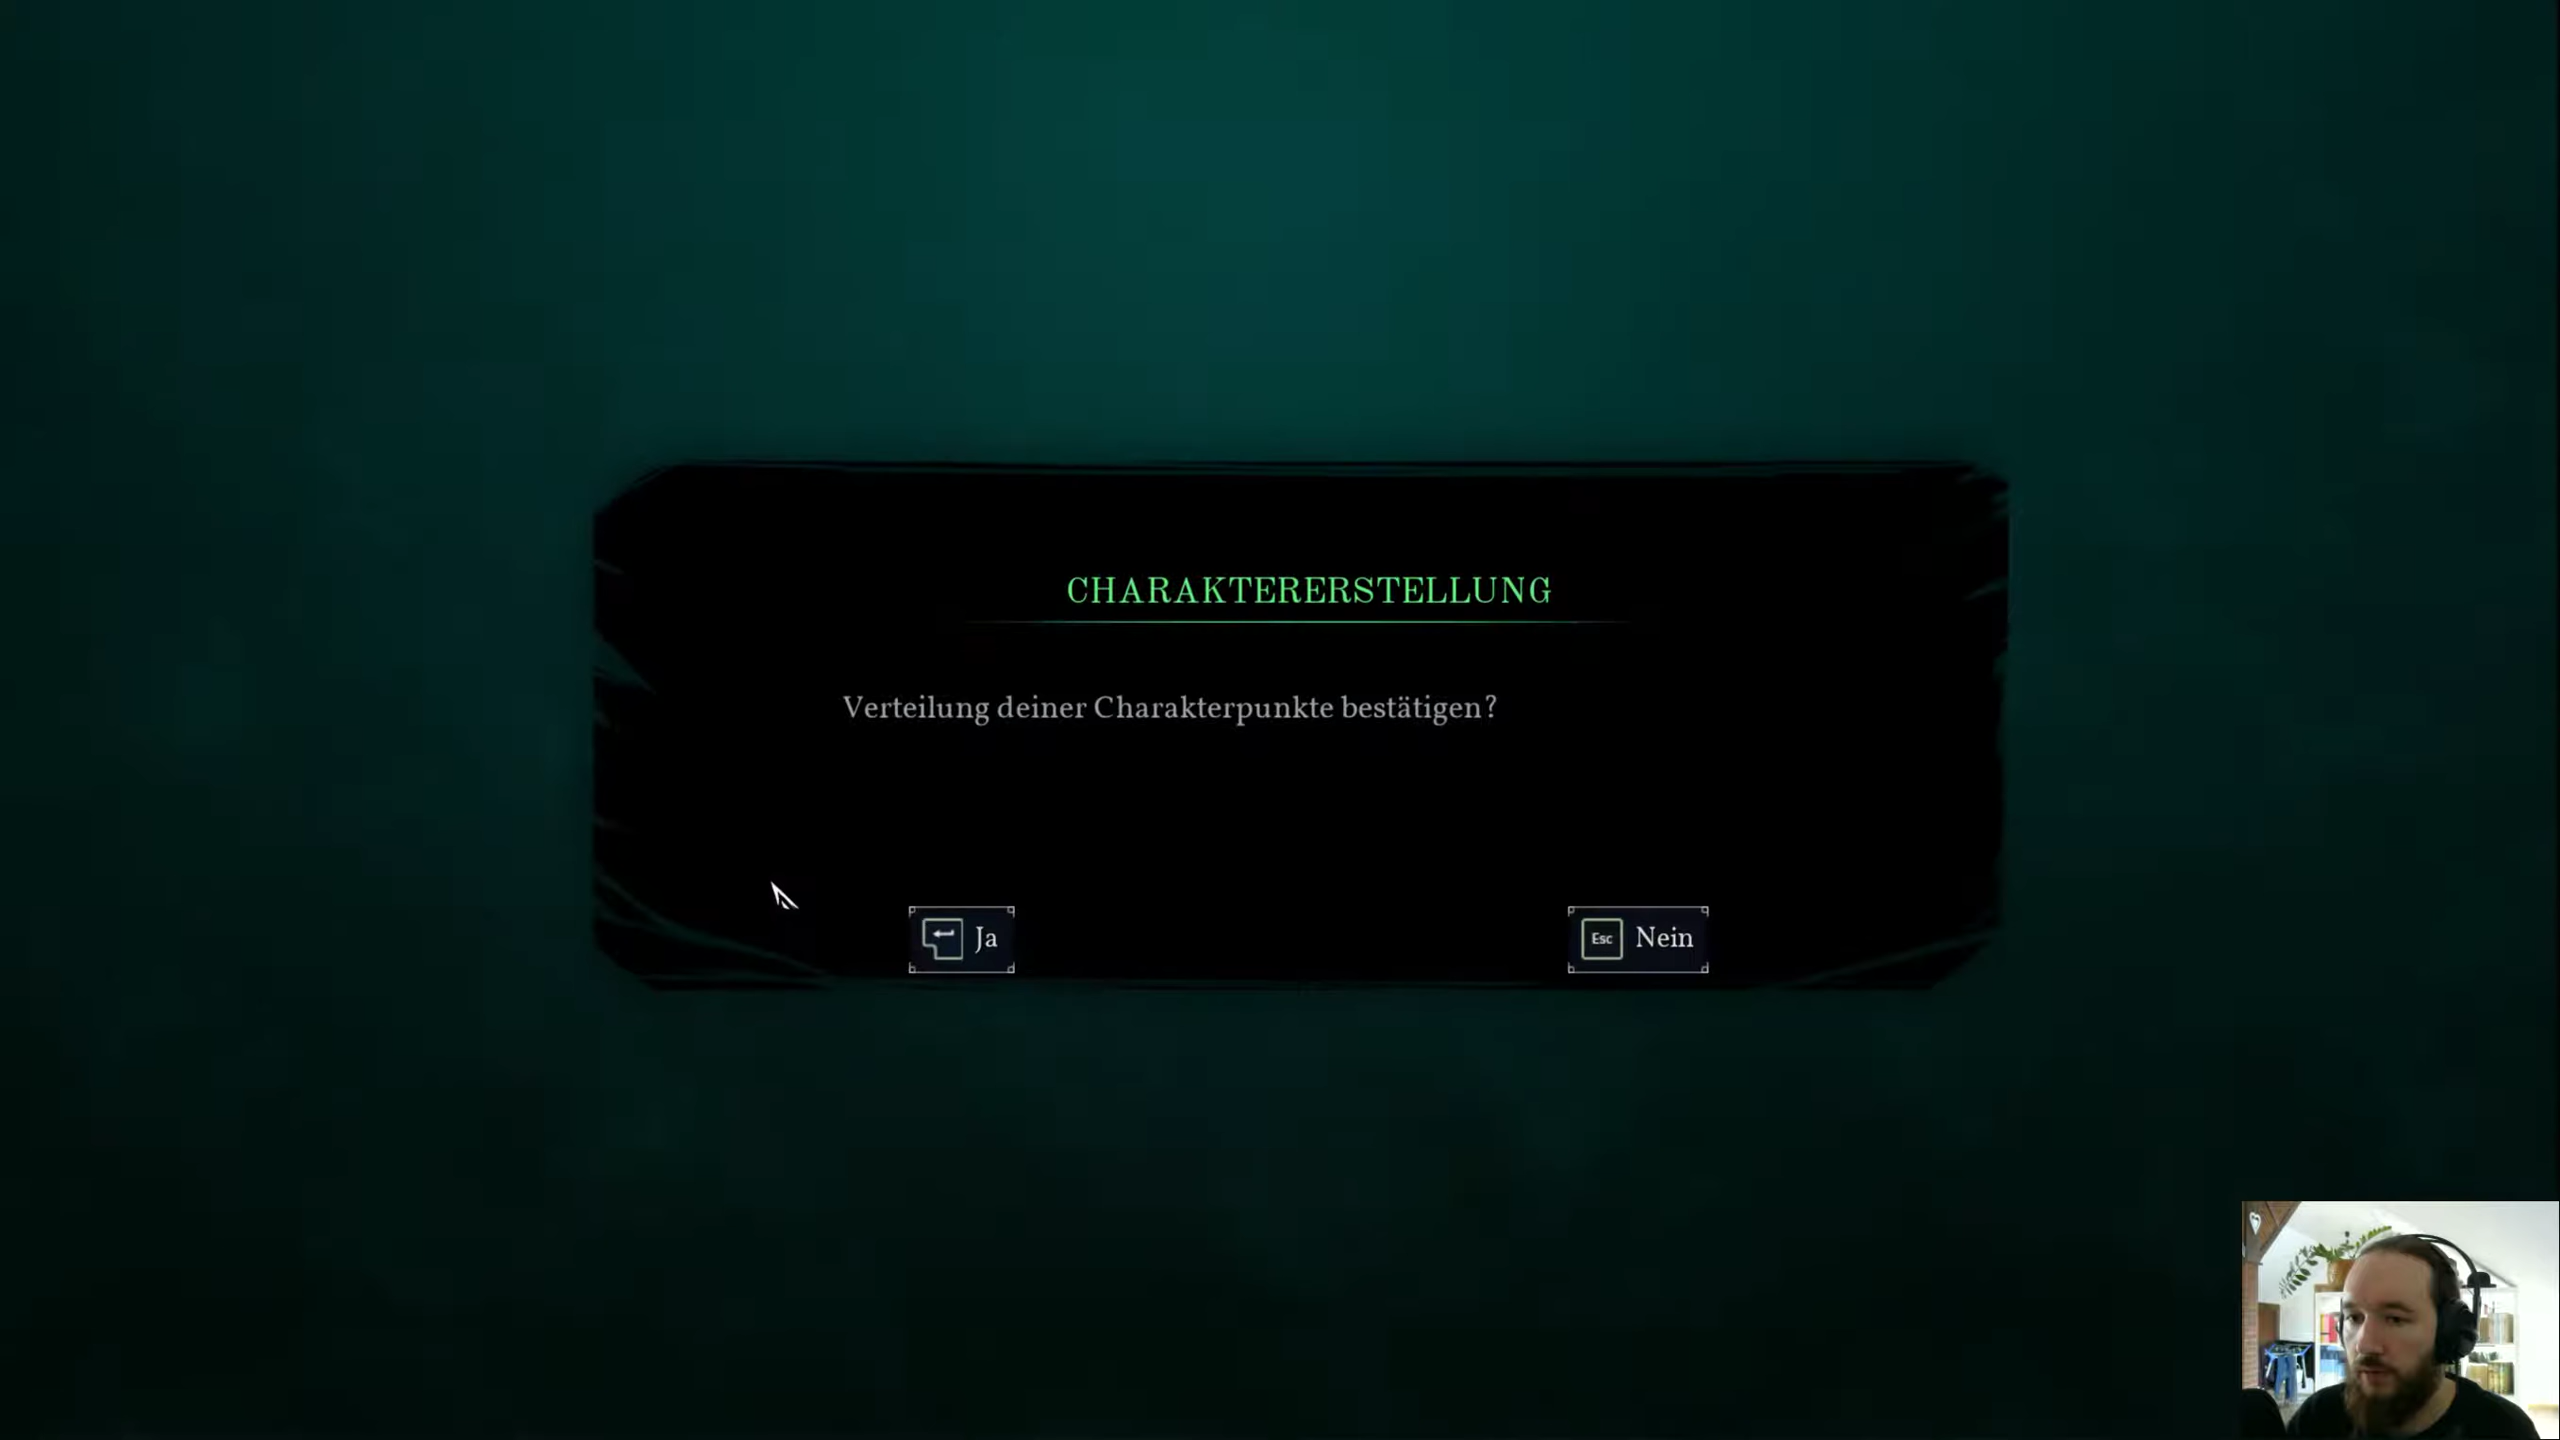 CHARAKTERERSTELLUNG
Verteilung deiner Charakterpunkte bestätigen?
Ja
Esc Nein